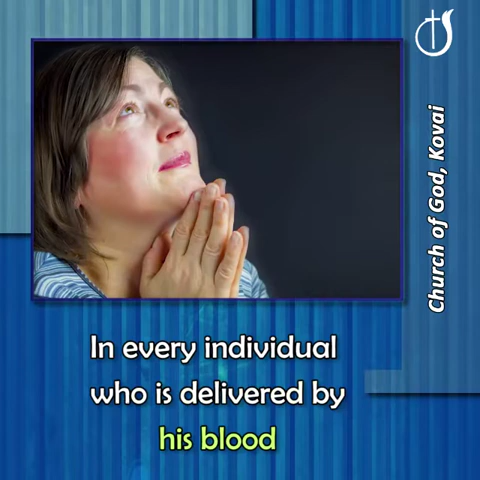 Church of God, Kovai
In every individual
who is delivered by
his blood